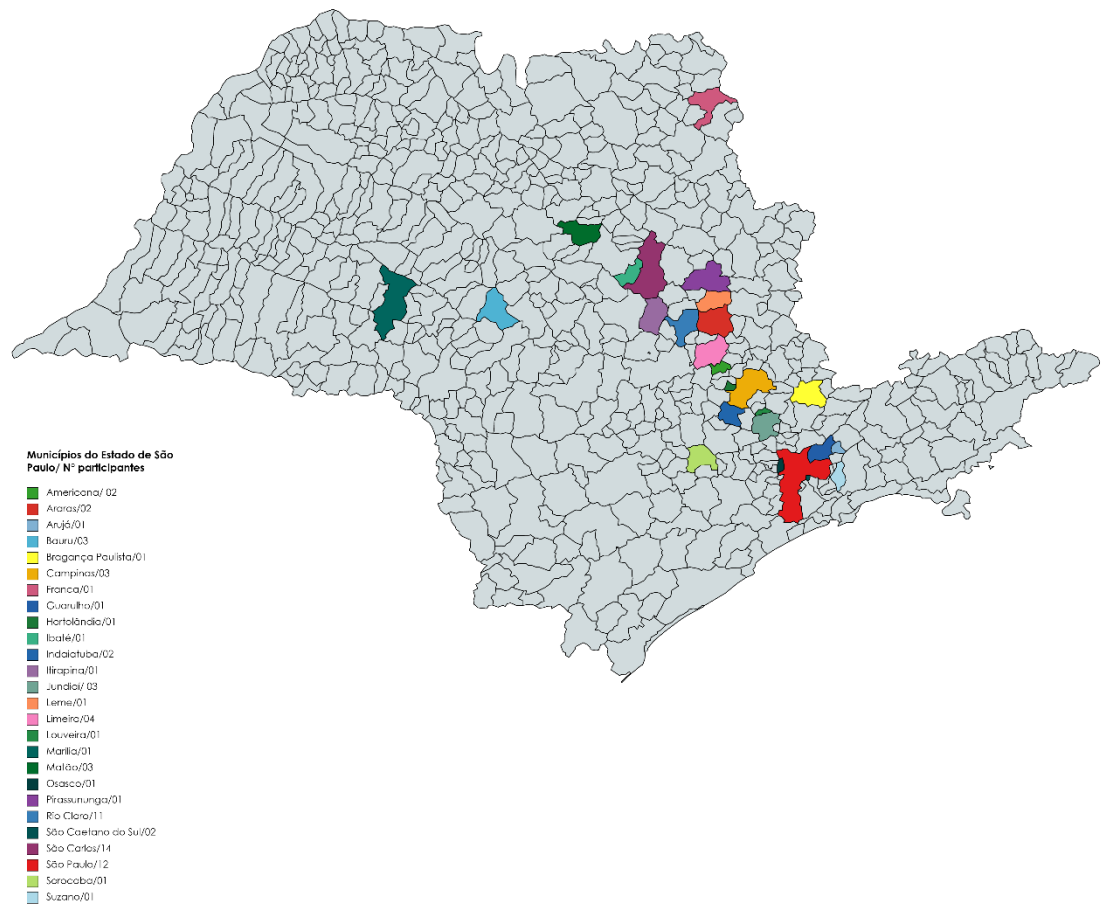 Municípios do Estado de São
Paulo/ Nº participantes
Americana/ 02
Araras/02
Arujá/01
Bauru/03
Bragança Paulista/01
Campinas/03
Franca/01
Guarulho/01
Hortolândia/01
Ibaté/01
Indaiatuba/02
Itirapina/01
Jundiaí/ 03
Leme/01
Limeira/04
Louveira/01
Marília/01
Matão/03
Osasco/01
Pirassununga/01
Rio Claro/11
São Caetano do Sul/02
São Carlos/14
São Paulo/12
Sorocaba/01
Suzano/01